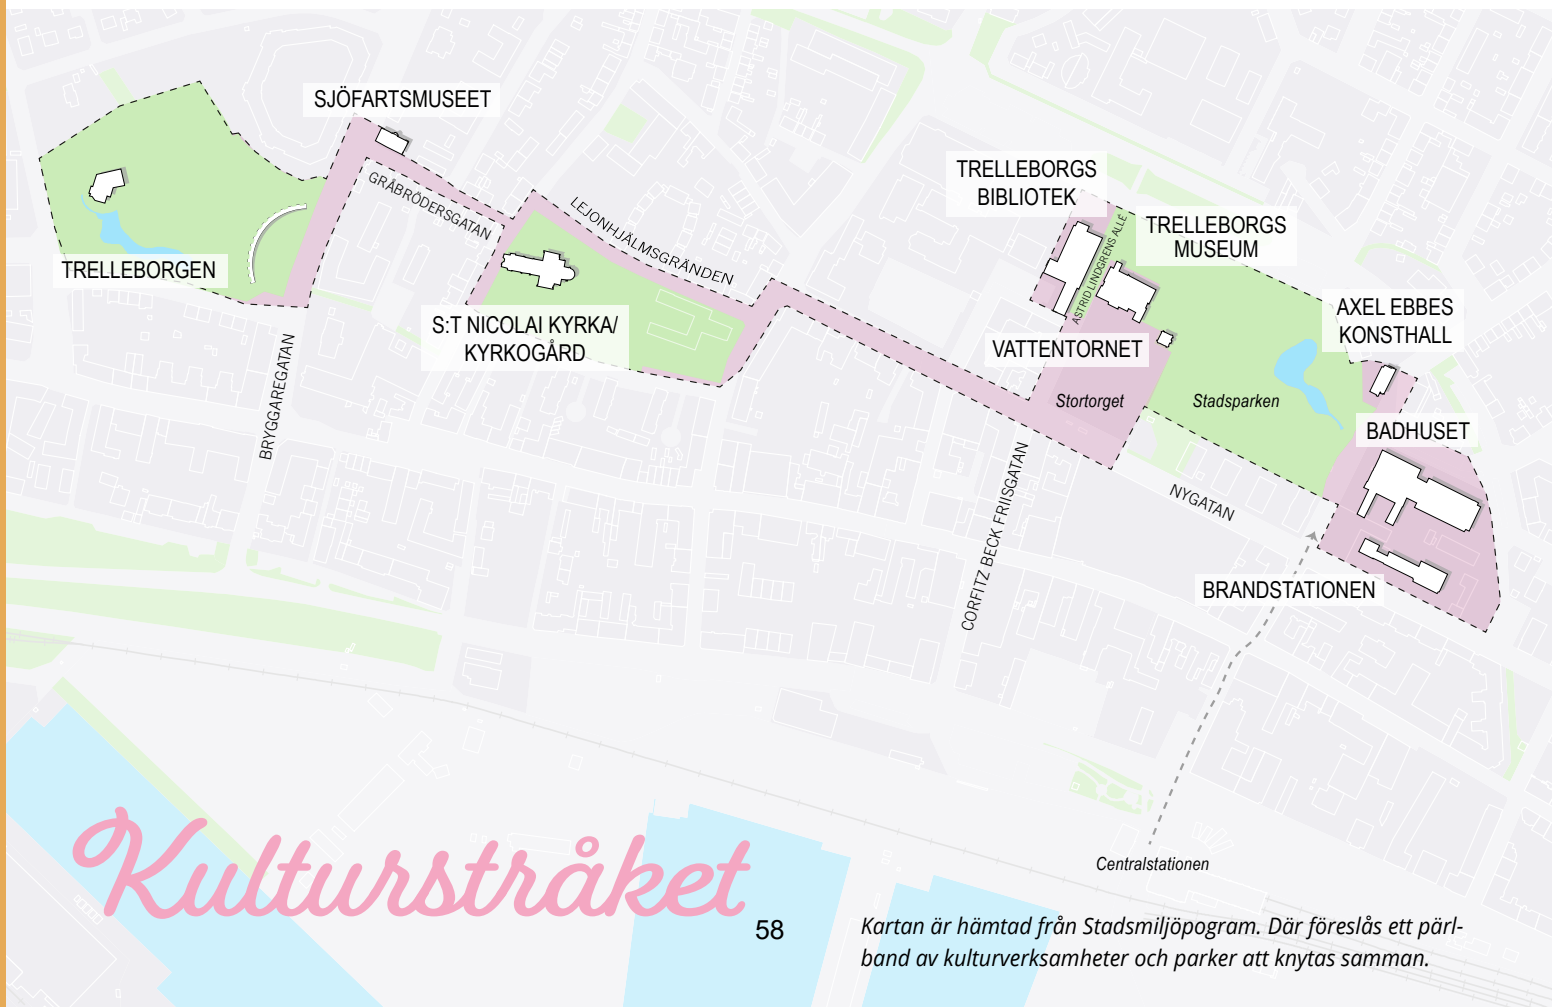 SJÖFARTSMUSEET
GRÅBRÖDERSGATAN
LEJONHJÄLMSGRÄNDEN
TRELLEBORGS
BIBLIOTEK
ASTRID LINDGRENS ALLÉ
TRELLEBORGS
MUSEUM
TRELLEBORGEN
S:T NICOLAI KYRKA/
KYRKOGÅRD
VATTENTORNET
AXEL EBBES
KONSTHALL
BRYGGAREGATAN
Stortorget
Stadsparken
BADHUSET
CORFITZ BECK FRIISGATAN
NYGATAN
BRANDSTATIONEN
Centralstationen
Kulturstråket
58
Kartan är hämtad från Stadsmiljöpogram. Där föreslås ett pärl-
band av kulturverksamheter och parker att knytas samman.